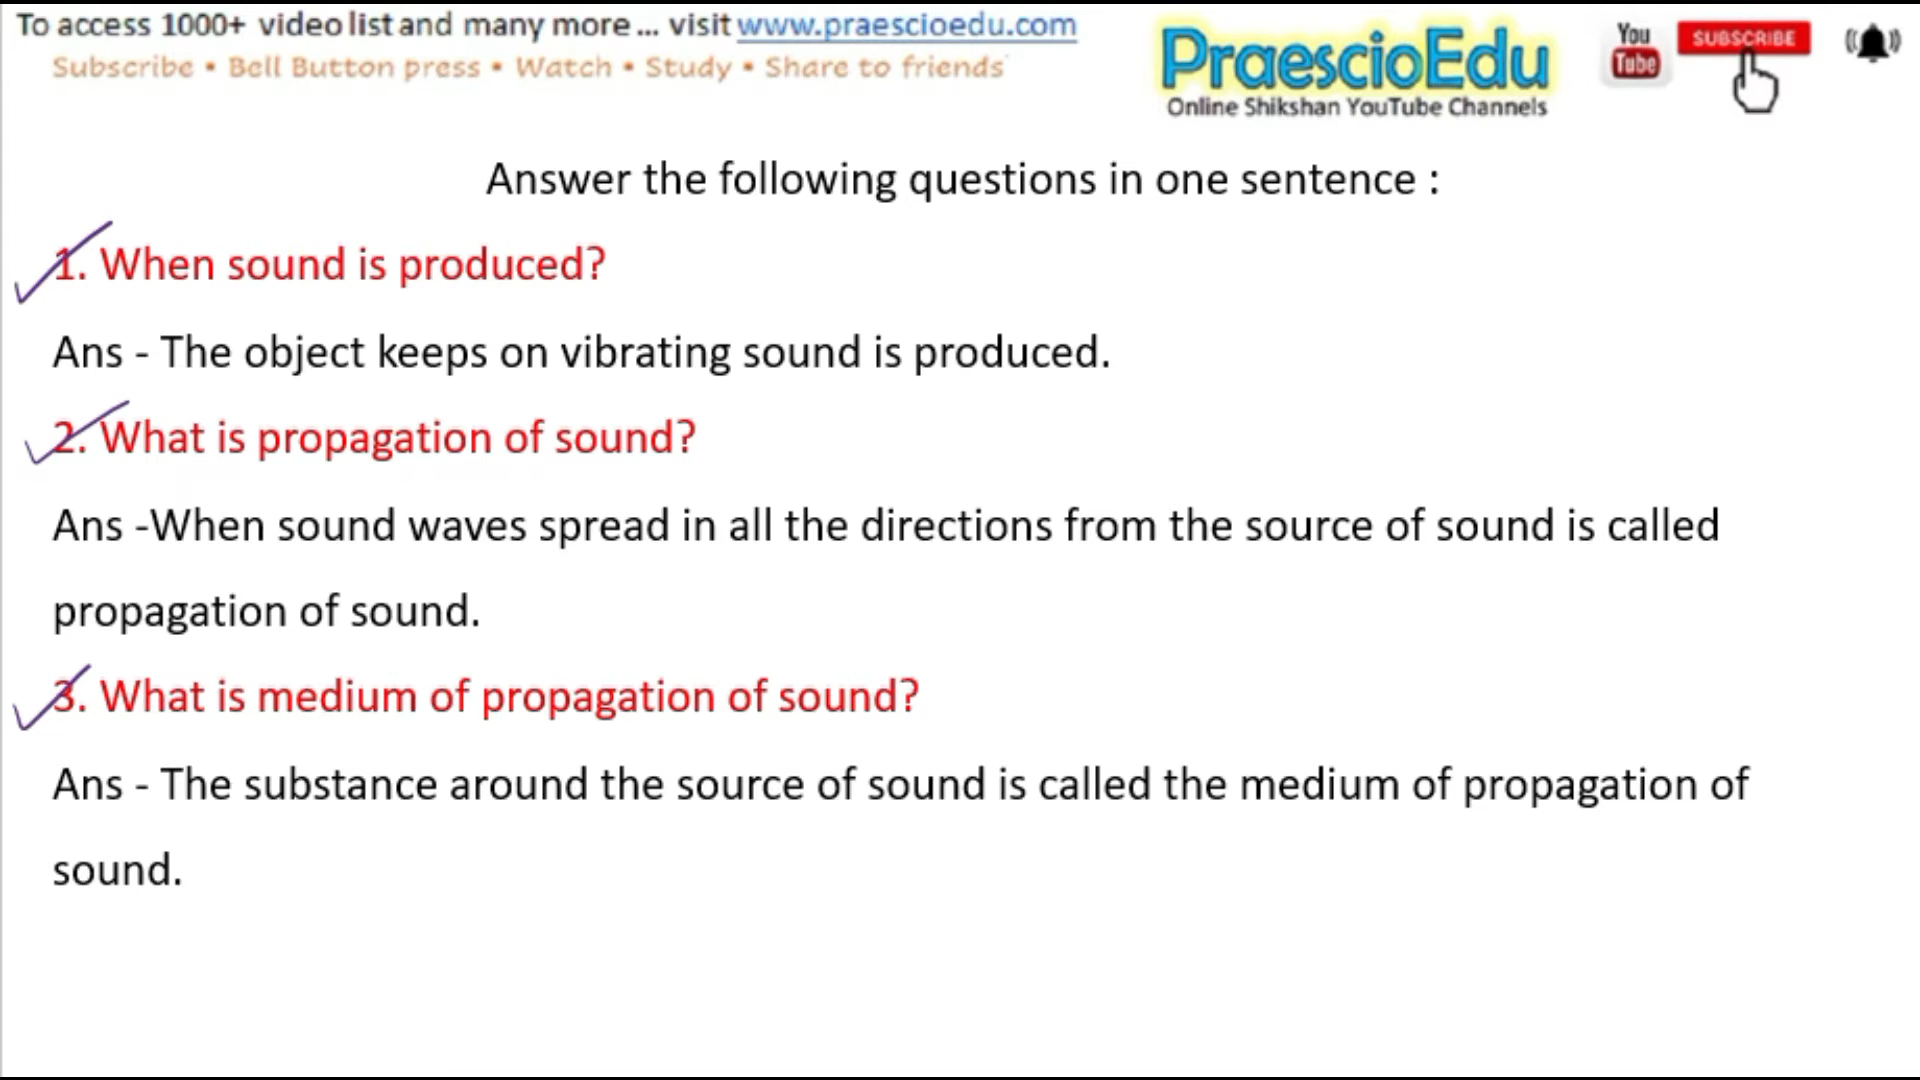 To access 1000+ video list and many more ... visit www.praescioedu.com
Subscribe • Bell Button press • Watch • Study • Share to friends
PraescioEdu
Online Shikshan YouTube Channels
You
Tube
SUBSCRIBE
Answer the following questions in one sentence :
1. When sound is produced?
Ans - The object keeps on vibrating sound is produced.
2. What is propagation of sound?
Ans -When sound waves spread in all the directions from the source of sound is called
propagation of sound.
3. What is medium of propagation of sound?
Ans - The substance around the source of sound is called the medium of propagation of
sound.